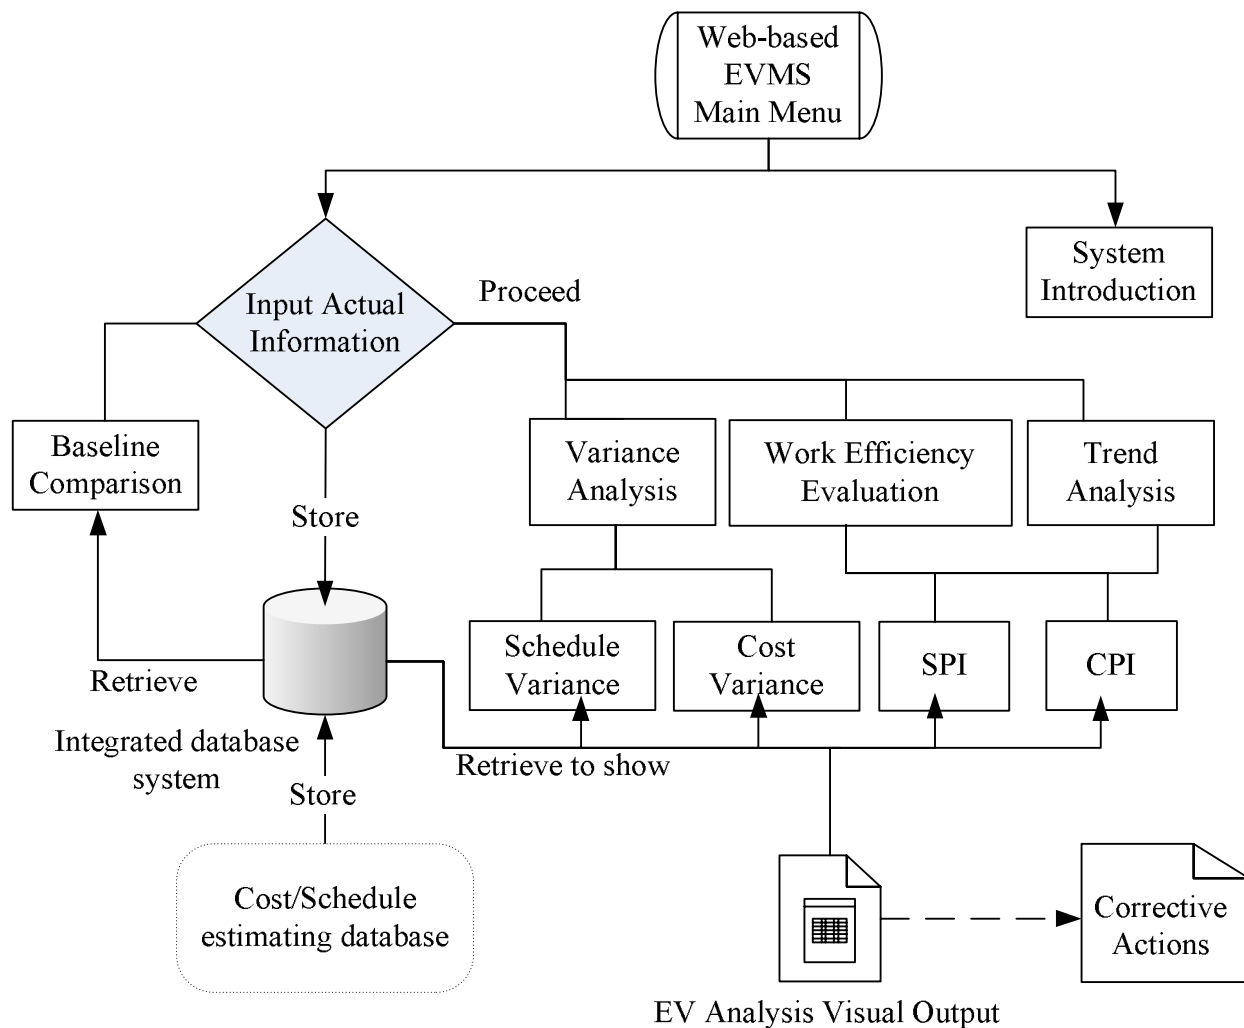 Web-based
EVMS
Main Menu
System
Introduction
Input Actual
Information
Proceed
Baseline
Comparison
Variance
Analysis
Work Efficiency
Evaluation
Trend
Analysis
Store
Schedule
Variance
Cost
Variance
SPI
CPI
Retrieve
Integrated database
system
Retrieve to show
Store
Cost/Schedule
estimating database
Corrective
Actions
EV Analysis Visual Output